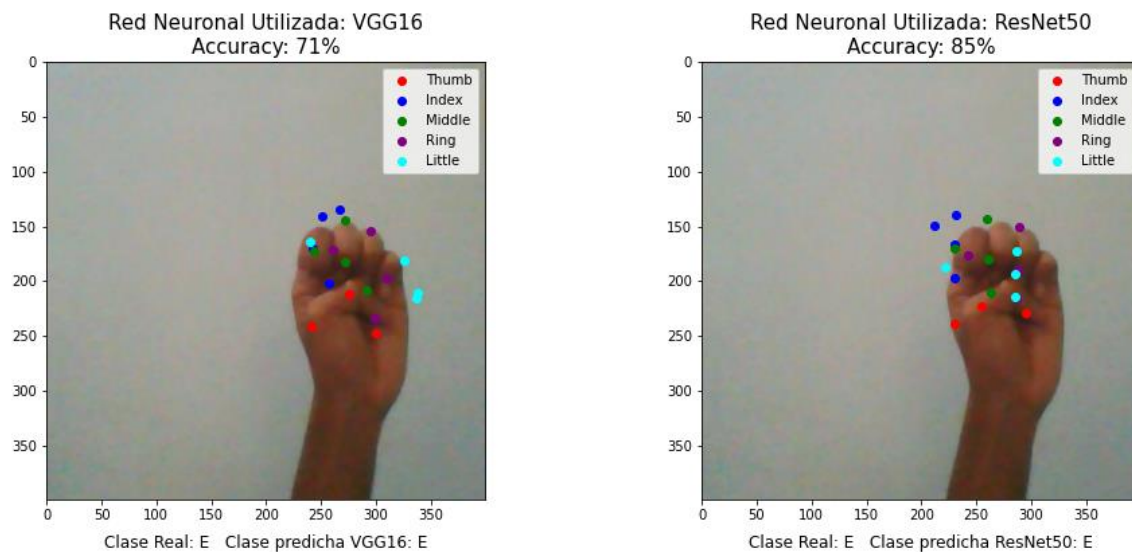 Red Neuronal Utilizada: VGG16
Accuracy: 71%
Thumb
Index
Middle
Ring
Little
0
50
100
150
200
250
300
350
0 50 100 150 200 250 300 350
Clase Real: E Clase predicha VGG16: E
Red Neuronal Utilizada: ResNet50
Accuracy: 85%
Thumb
Index
Middle
Ring
Little
0
50
100
150
200
250
300
350
0 50 100 150 200 250 300 350
Clase Real: E Clase predicha ResNet50: E